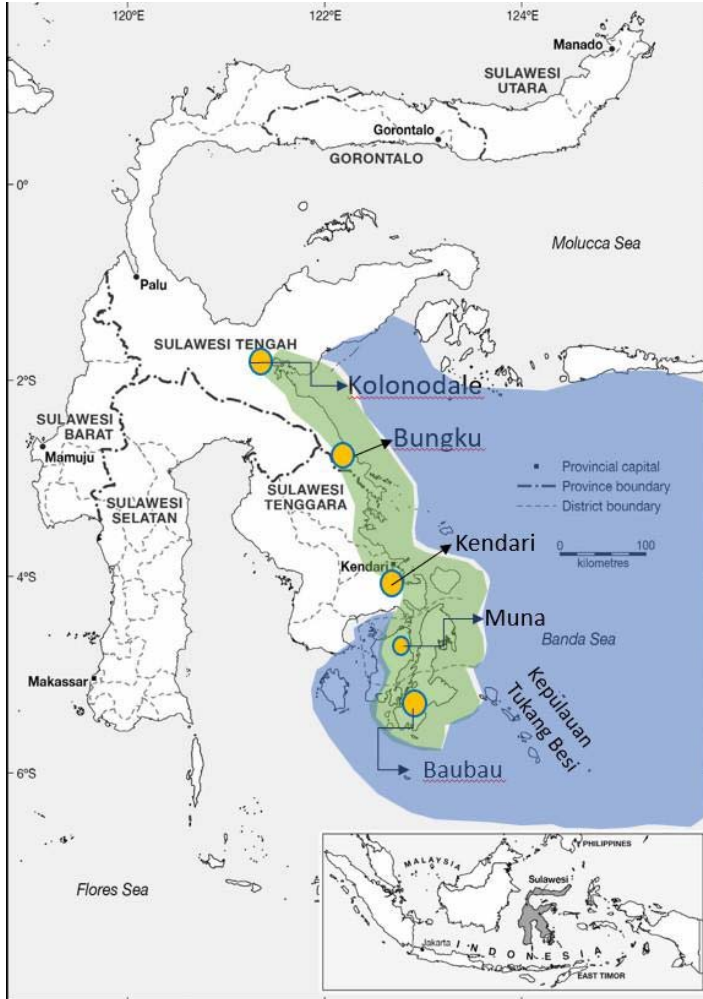 120°E
122°E
124°E
Manado
SULAWESI
UTARA
Gorontalo
GORONTALO
0°
Molucca Sea
Palu
SULAWESI TENGAH
2°S
Kolonodale
SULAWESI
BARAT
Mamuju
Bungku
SULAWESI
SELATAN
SULAWESI
TENGGARA
Provincial capital
Province boundary
District boundary
0 100
kilometres
Kendari
Kendari
4°S
Muna
Banda Sea
Makassar
Kepulauan
Tukang Besi
Baubau
6°S
Flores Sea
PHILIPPINES
MALAYSIA
Sulawesi
Jakarta
INDONESIA
EAST TIMOR